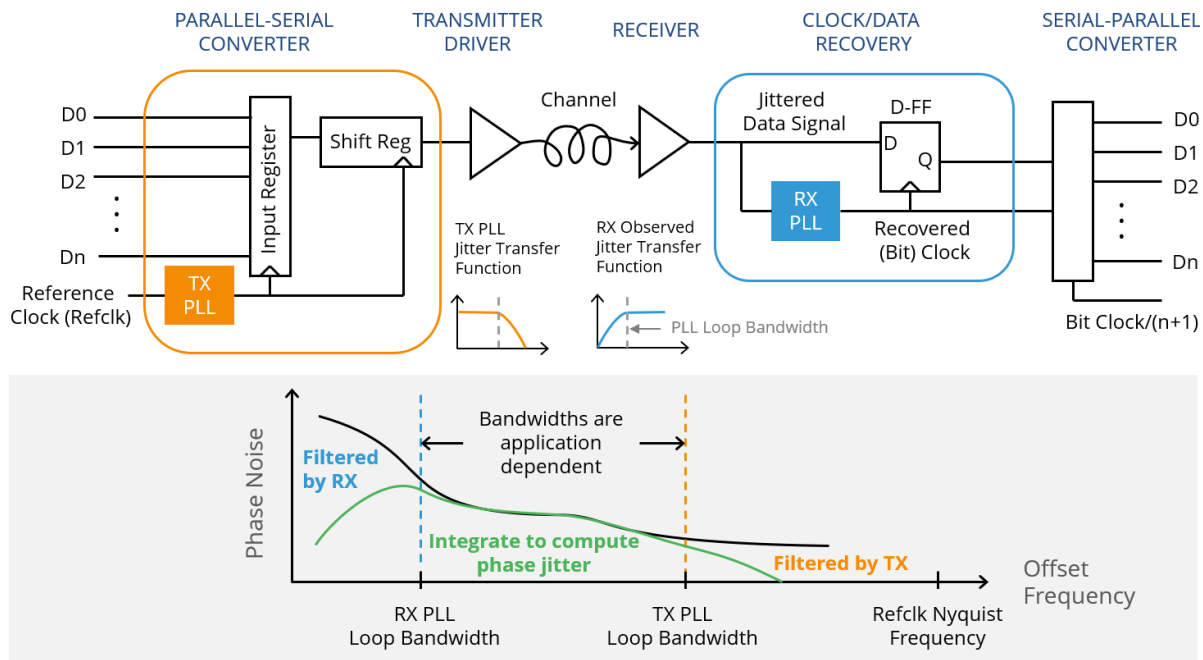 PARALLEL-SERIAL
CONVERTER
TRANSMITTER
DRIVER
RECEIVER
CLOCK/DATA
RECOVERY
SERIAL-PARALLEL
CONVERTER
D0
D1
D2
Dn
Reference
Clock (Refclk)
TX
PLL
Input Register
Shift Reg
Channel
TX PLL
Jitter Transfer
Function
RX Observed
Jitter Transfer
Function
PLL Loop Bandwidth
Jittered
Data Signal
D-FF
D
Q
RX
PLL
Recovered
(Bit) Clock
D0
D1
D2
Dn
Bit Clock/(n+1)
Phase Noise
Filtered
by RX
Bandwidths are
application
dependent
Integrate to compute
phase jitter
Filtered by TX
Offset
Frequency
RX PLL
Loop Bandwidth
TX PLL
Loop Bandwidth
Refclk Nyquist
Frequency